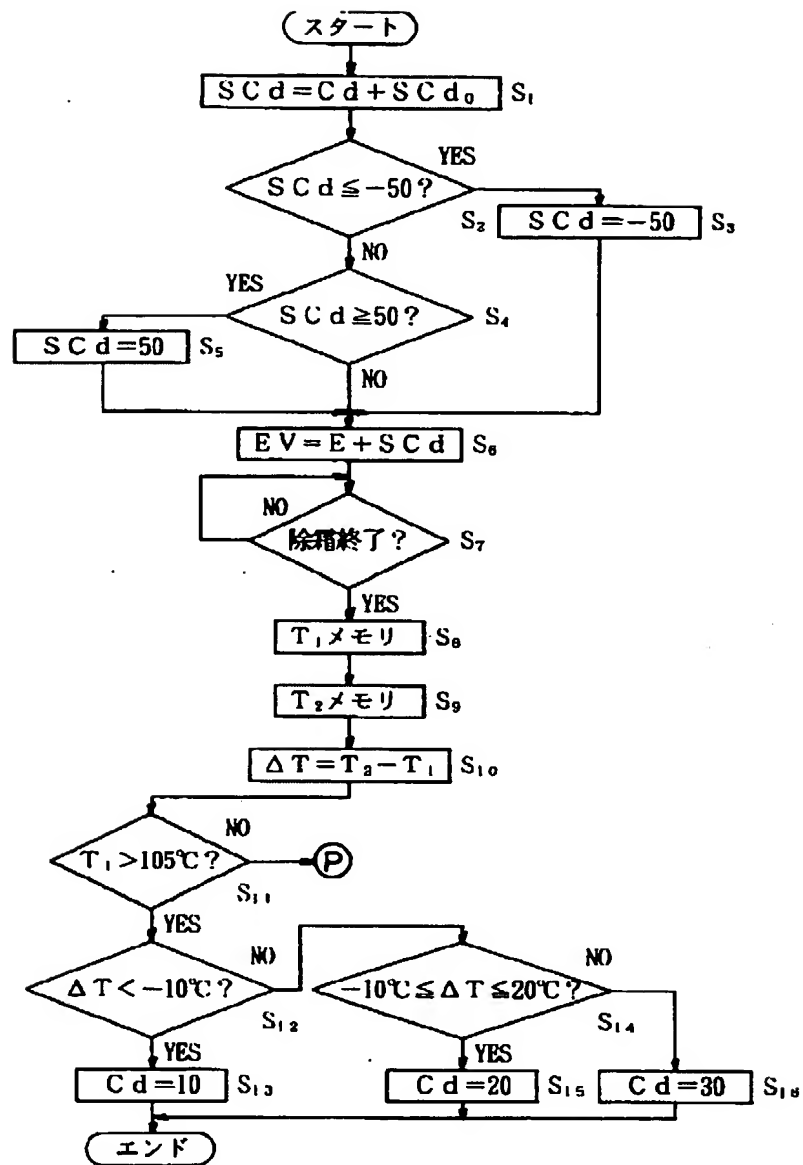 スタート
SCd=Cd+SCd₀ S₁
YES
SCd≦−50? S₂
SCd=−50 S₃
NO
YES
SCd≧50? S₄
SCd=50 S₅
NO
EV=E+SCd S₆
NO
除霜終了? S₇
YES
T₁メモリ S₈
T₂メモリ S₉
ΔT=T₂−T₁ S₁₀
NO
T₁>105℃? S₁₁
P
YES
NO
ΔT<−10℃? S₁₂
NO
−10℃≦ΔT≦20℃? S₁₄
YES
YES
Cd=10 S₁₃
Cd=20 S₁₅
Cd=30 S₁₆
エンド